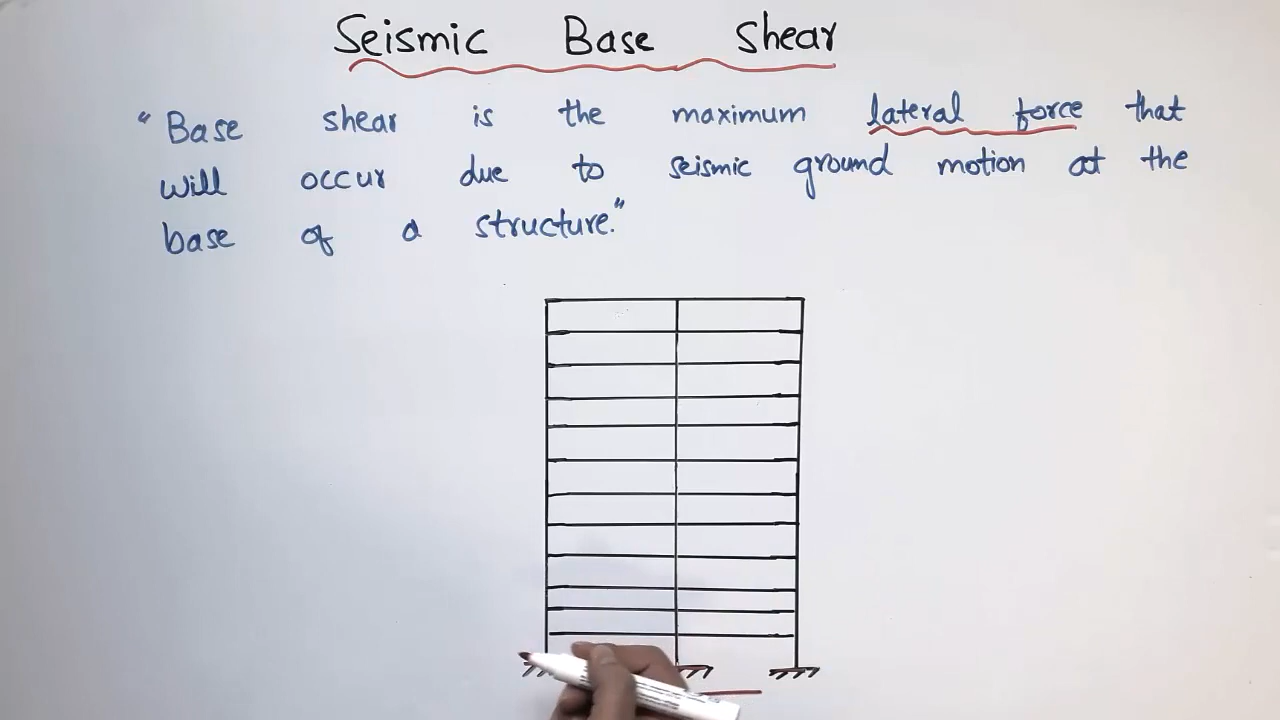 Seismic Base Shear
"Base shear is the maximum lateral force that
will occur due to seismic ground motion at the
base of a structure."